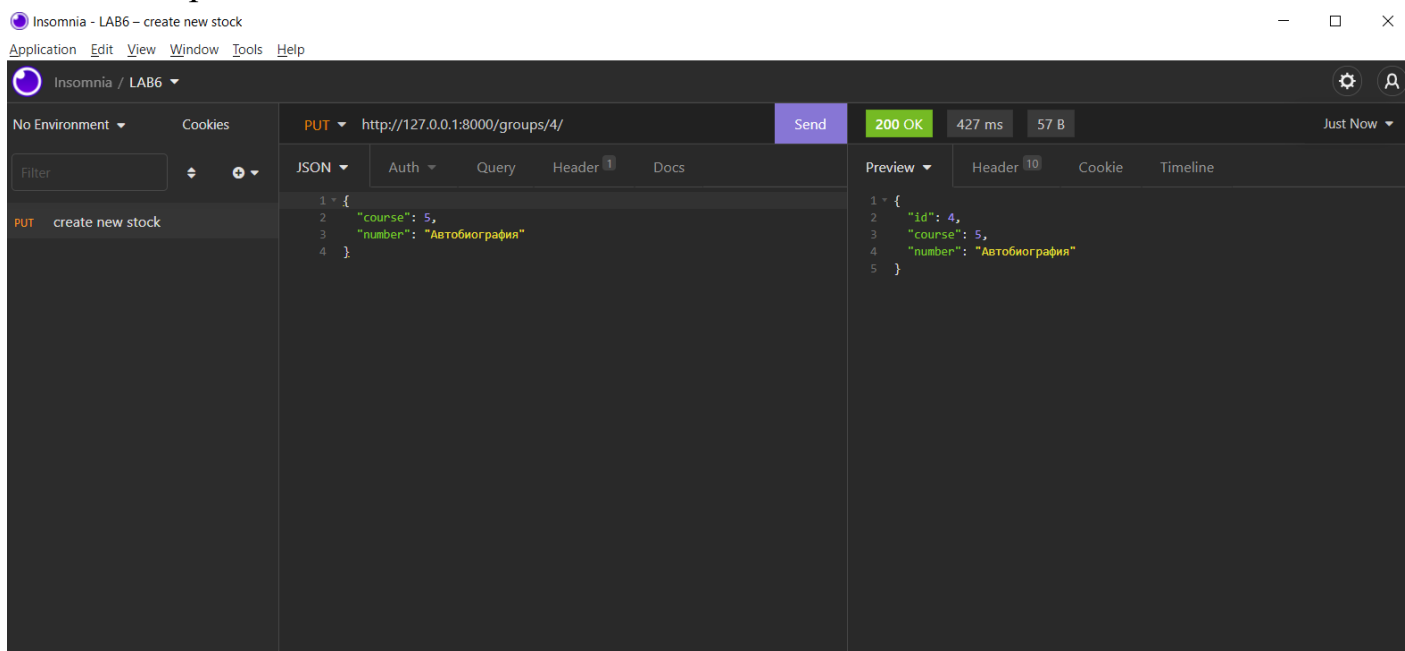 Insomnia - LAB6 – create new stock
Application Edit View Window Tools Help
Insomnia / LAB6
No Environment Cookies PUT http://127.0.0.1:8000/groups/4/ Send 200 OK 427 ms 57 B Just Now
Filter JSON Auth Query Header 1 Docs Preview Header 10 Cookie Timeline
PUT create new stock
1 {
2 "course": 5,
3 "number": "Автобиография"
4 }
1 {
2 "id": 4,
3 "course": 5,
4 "number": "Автобиография"
5 }